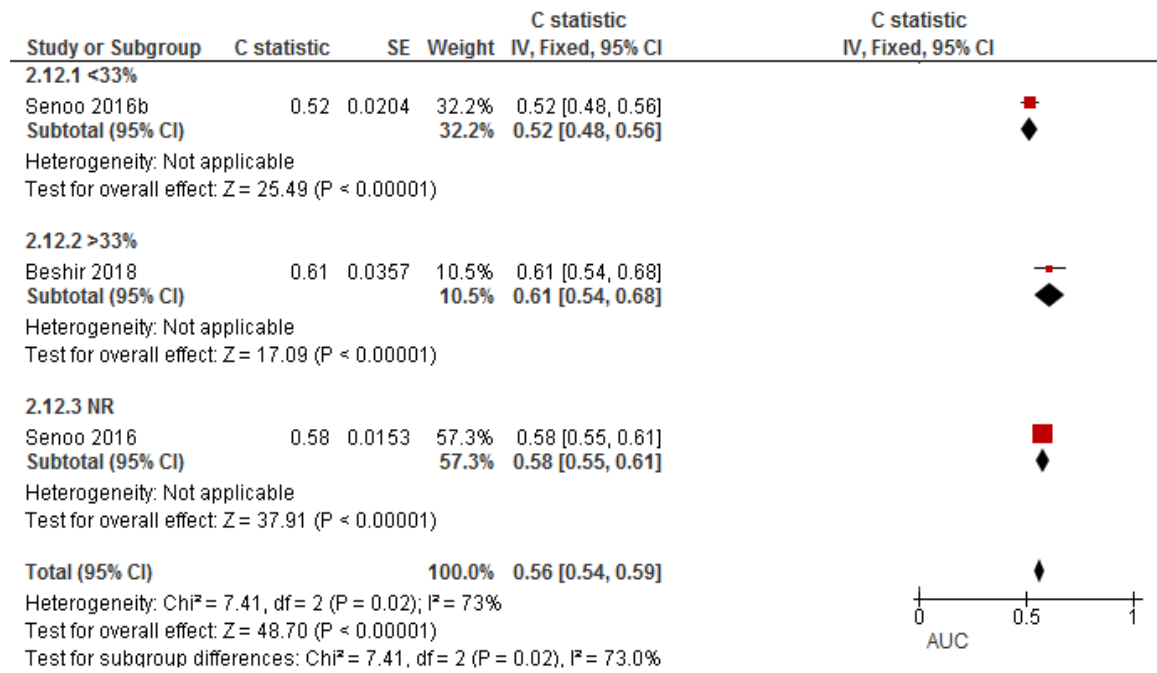 C statistic C statistic
Study or Subgroup C statistic SE Weight IV, Fixed, 95% CI IV, Fixed, 95% CI
2.12.1 <33%
Senoo 2016b 0.52 0.0204 32.2% 0.52 [0.48, 0.56]
Subtotal (95% CI) 32.2% 0.52 [0.48, 0.56]
Heterogeneity: Not applicable
Test for overall effect: Z = 25.49 (P < 0.00001)
2.12.2 >33%
Beshir 2018 0.61 0.0357 10.5% 0.61 [0.54, 0.68]
Subtotal (95% CI) 10.5% 0.61 [0.54, 0.68]
Heterogeneity: Not applicable
Test for overall effect: Z = 17.09 (P < 0.00001)
2.12.3 NR
Senoo 2016 0.58 0.0153 57.3% 0.58 [0.55, 0.61]
Subtotal (95% CI) 57.3% 0.58 [0.55, 0.61]
Heterogeneity: Not applicable
Test for overall effect: Z = 37.91 (P < 0.00001)
Total (95% CI) 100.0% 0.56 [0.54, 0.59]
Heterogeneity: Chi² = 7.41, df = 2 (P = 0.02); I² = 73%
Test for overall effect: Z = 48.70 (P < 0.00001)
Test for subgroup differences: Chi² = 7.41, df = 2 (P = 0.02), I² = 73.0%
0 0.5 1
AUC